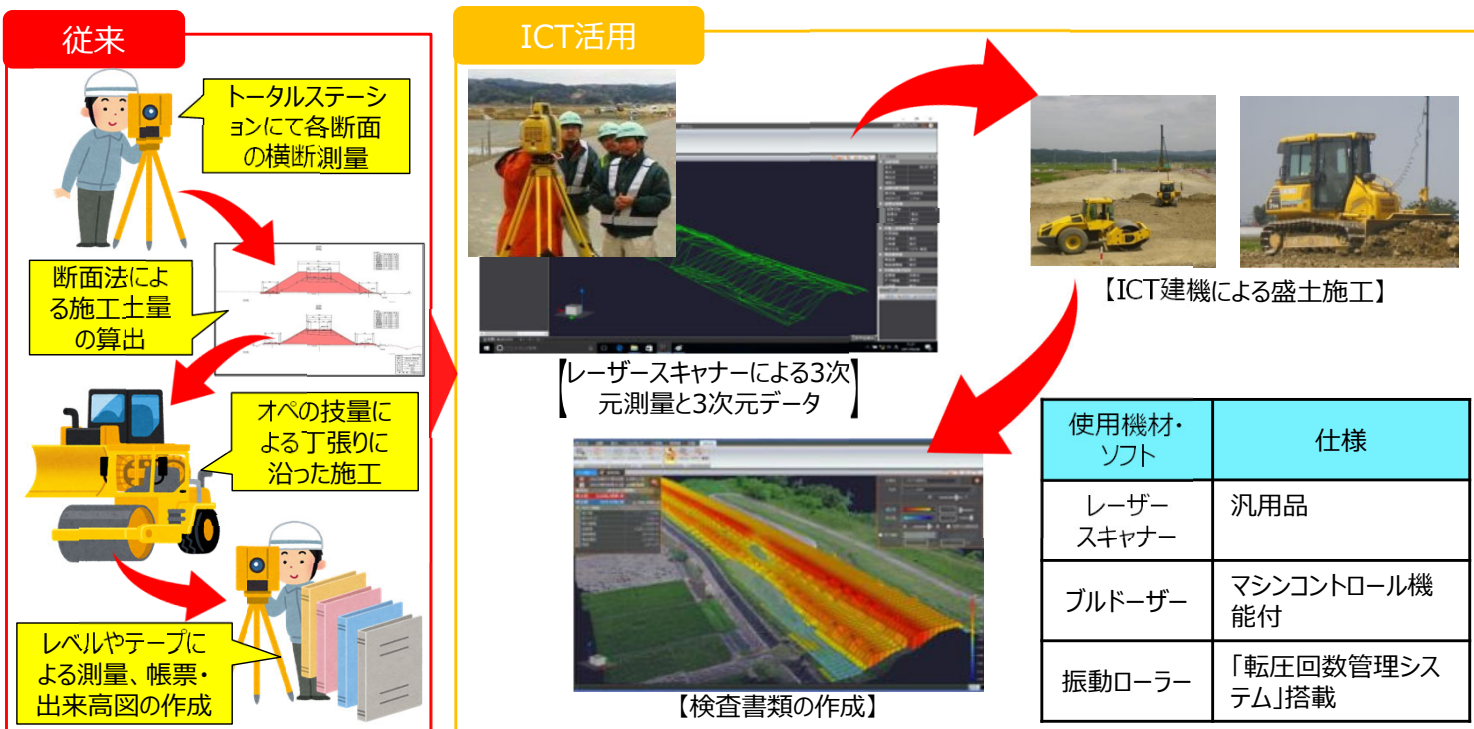 従来
トータルステーシ
ョンにて各断面
の横断測量
断面法によ
る施工土量
の算出
オペの技量に
よる丁張りに
沿った施工
レベルやテープに
よる測量、帳票・
出来高図の作成
ICT活用
【レーザースキャナーによる3次
元測量と3次元データ】
【ICT建機による盛土施工】
【検査書類の作成】
使用機材・
ソフト
仕様
レーザー
スキャナー
汎用品
ブルドーザー
マシンコントロール機
能付
振動ローラー
「転圧回数管理シス
テム」搭載